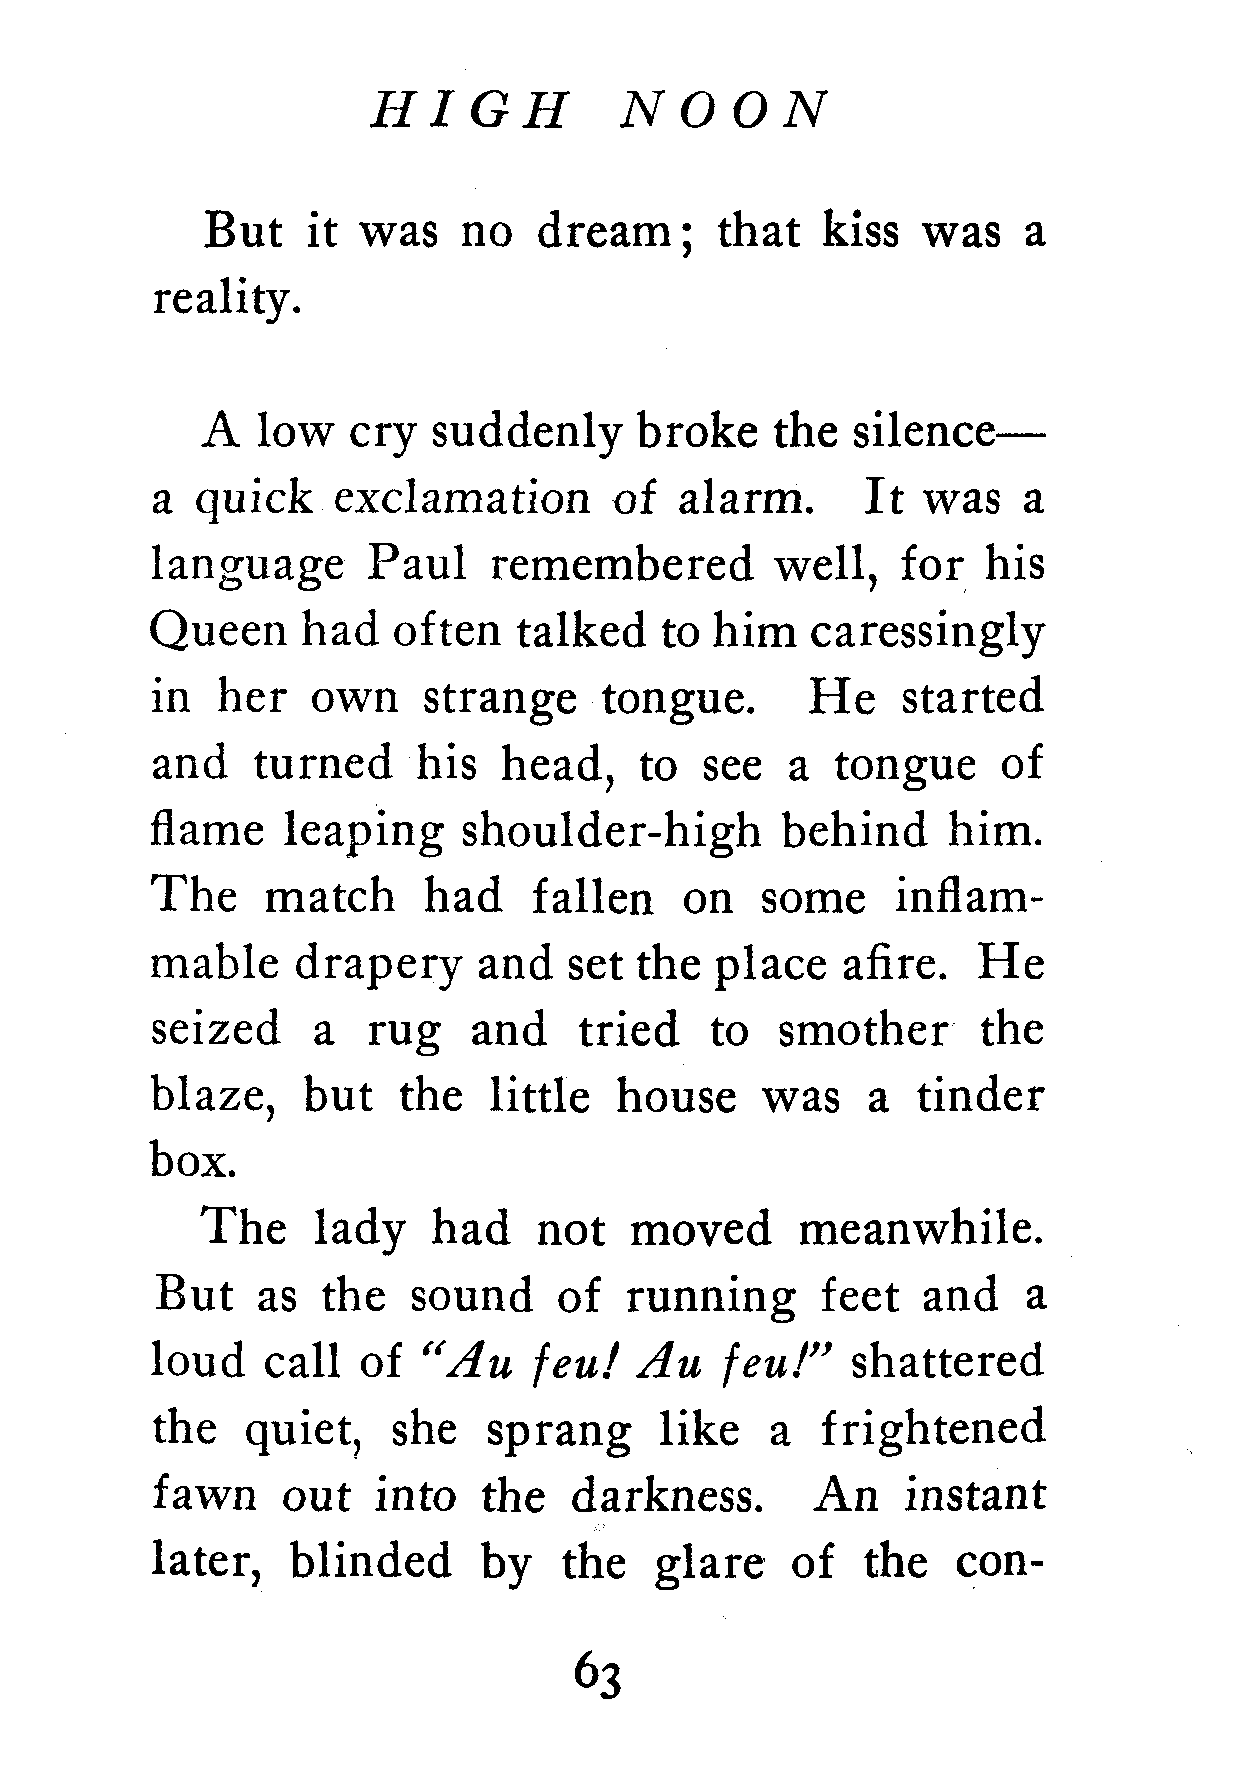 HIGH NOON
But it was no dream; that kiss was a
reality.
A low cry suddenly broke the silence—
a quick exclamation of alarm. It was a
language Paul remembered well, for his
Queen had often talked to him caressingly
in her own strange tongue. He started
and turned his head, to see a tongue of
flame leaping shoulder-high behind him.
The match had fallen on some inflam-
mable drapery and set the place afire. He
seized a rug and tried to smother the
blaze, but the little house was a tinder
box.
The lady had not moved meanwhile.
But as the sound of running feet and a
loud call of "Au feu! Au feu!" shattered
the quiet, she sprang like a frightened
fawn out into the darkness. An instant
later, blinded by the glare of the con-
63